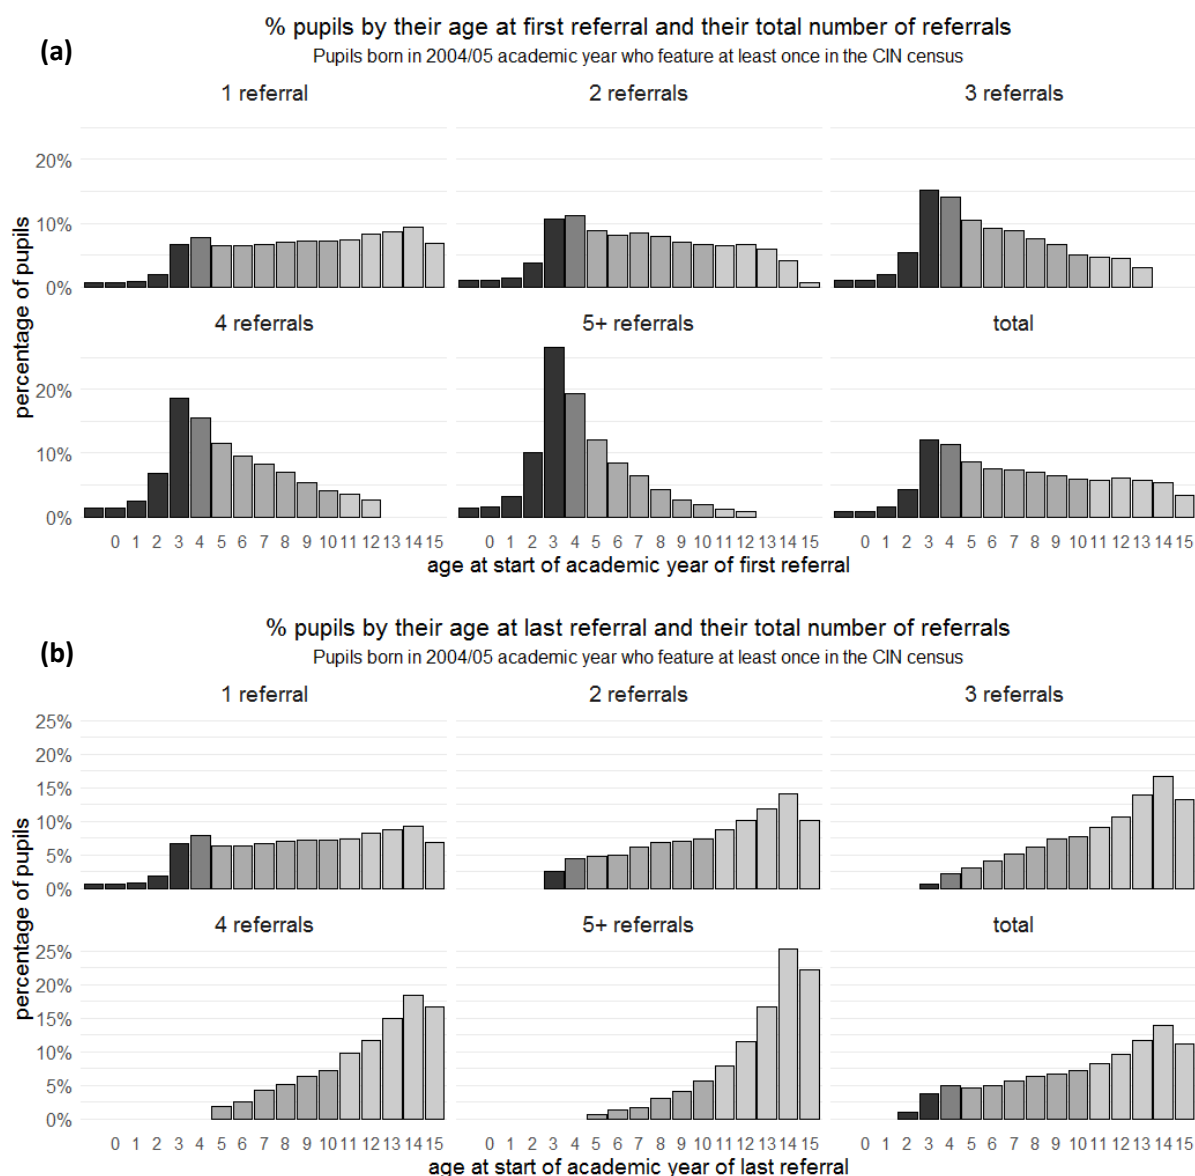 (a)
% pupils by their age at first referral and their total number of referrals
Pupils born in 2004/05 academic year who feature at least once in the CIN census
1 referral 2 referrals 3 referrals
20%
10%
0%
4 referrals 5+ referrals total
20%
10%
0%
percentage of pupils
0 1 2 3 4 5 6 7 8 9 10 11 12 13 14 15 0 1 2 3 4 5 6 7 8 9 10 11 12 13 14 15 0 1 2 3 4 5 6 7 8 9 10 11 12 13 14 15
age at start of academic year of first referral
(b)
% pupils by their age at last referral and their total number of referrals
Pupils born in 2004/05 academic year who feature at least once in the CIN census
1 referral 2 referrals 3 referrals
25%
20%
15%
10%
5%
0%
4 referrals 5+ referrals total
25%
20%
15%
10%
5%
0%
percentage of pupils
0 1 2 3 4 5 6 7 8 9 10 11 12 13 14 15 0 1 2 3 4 5 6 7 8 9 10 11 12 13 14 15 0 1 2 3 4 5 6 7 8 9 10 11 12 13 14 15
age at start of academic year of last referral